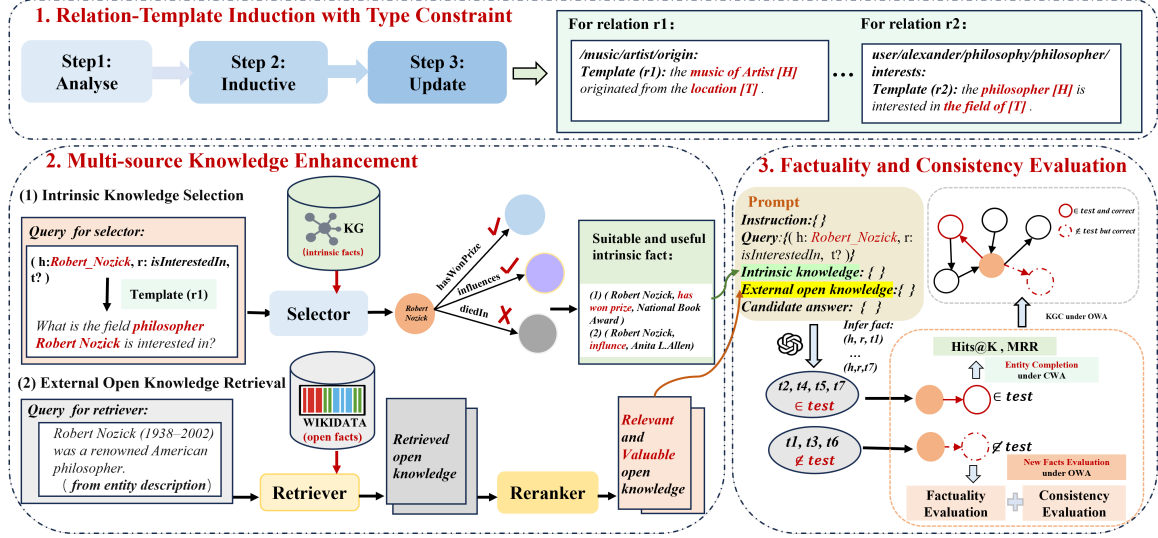 1. Relation-Template Induction with Type Constraint
Step1:
Analyse
Step 2:
Inductive
Step 3:
Update
For relation r1:
/music/artist/origin:
Template (r1): the music of Artist [H]
originated from the location [T] .
...
For relation r2:
user/alexander/philosophy/philosopher/
interests:
Template (r2): the philosopher [H] is
interested in the field of [T] .
2. Multi-source Knowledge Enhancement
(1) Intrinsic Knowledge Selection
Query for selector:
( h:Robert_Nozick, r: isInterestedIn,
t? )
Template (r1)
What is the field philosopher
Robert Nozick is interested in?
KG
(intrinsic facts)
Selector
Robert
Nozick
hasWonPrize
influences
diedIn
Suitable and useful
intrinsic fact:
(1) ( Robert Nozick, has
won prize, National Book
Award )
(2) ( Robert Nozick,
influnce, Anita L.Allen)
(2) External Open Knowledge Retrieval
Query for retriever:
Robert Nozick (1938–2002)
was a renowned American
philosopher.
( from entity description)
WIKIDATA
(open facts)
Retriever
Retrieved
open
knowledge
Reranker
Relevant
and
Valuable
open
knowledge
3. Factuality and Consistency Evaluation
Prompt
Instruction:{ }
Query:{( h: Robert_Nozick, r:
isInterestedIn, t? )}
Intrinsic knowledge: { }
External open knowledge:{ }
Candidate answer: { }
Infer fact:
(h, r, t1)
...
(h,r,t7)
t2, t4, t5, t7
∈ test
t1, t3, t6
∉ test
∈ test and correct
∉ test but correct
KGC under OWA
Hits@K , MRR
Entity Completion
under CWA
∈ test
∉ test
New Facts Evaluation
under OWA
Factuality
Evaluation
Consistency
Evaluation